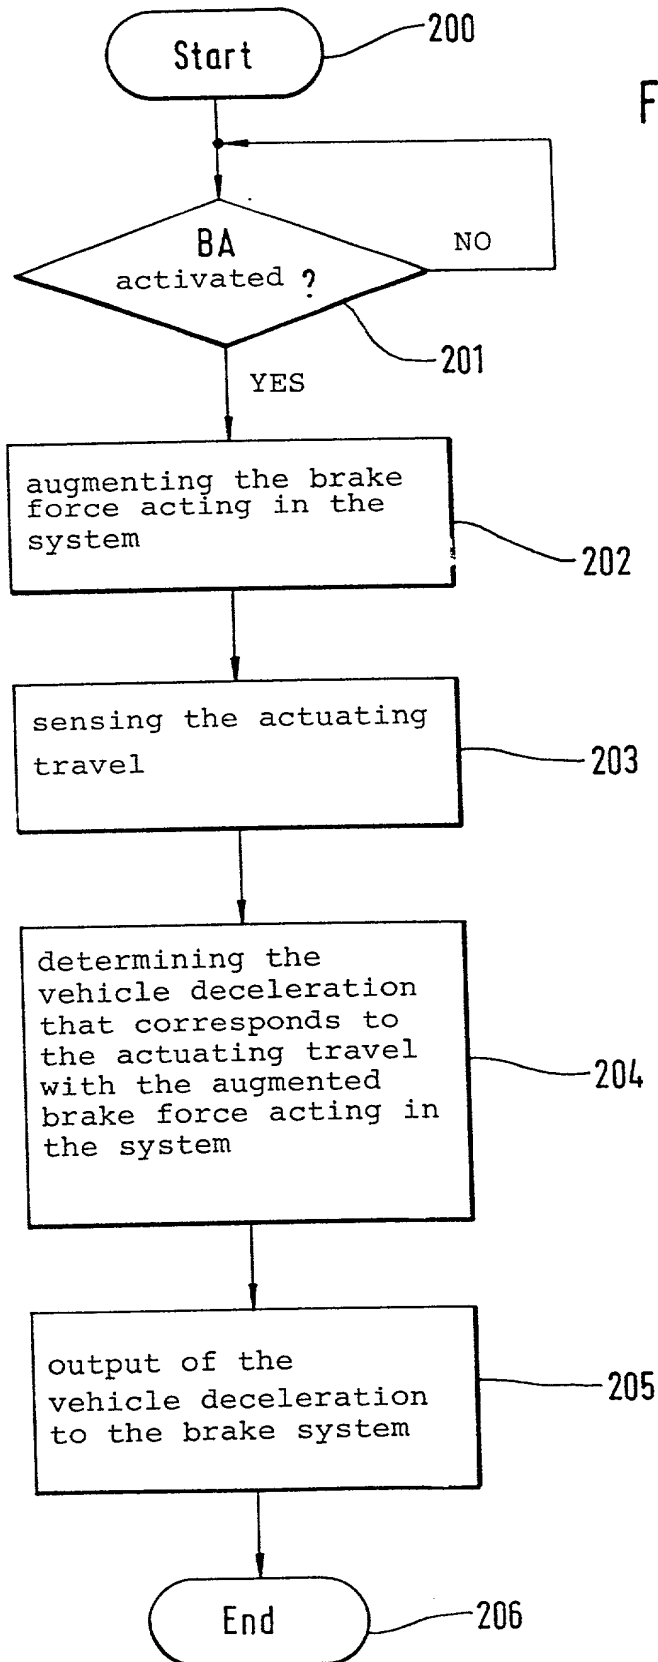 Start
200
F
BA
activated ?
NO
201
YES
augmenting the brake
force acting in the
system
202
sensing the actuating
travel
203
determining the
vehicle deceleration
that corresponds to
the actuating travel
with the augmented
brake force acting in
the system
204
output of the
vehicle deceleration
to the brake system
205
End
206